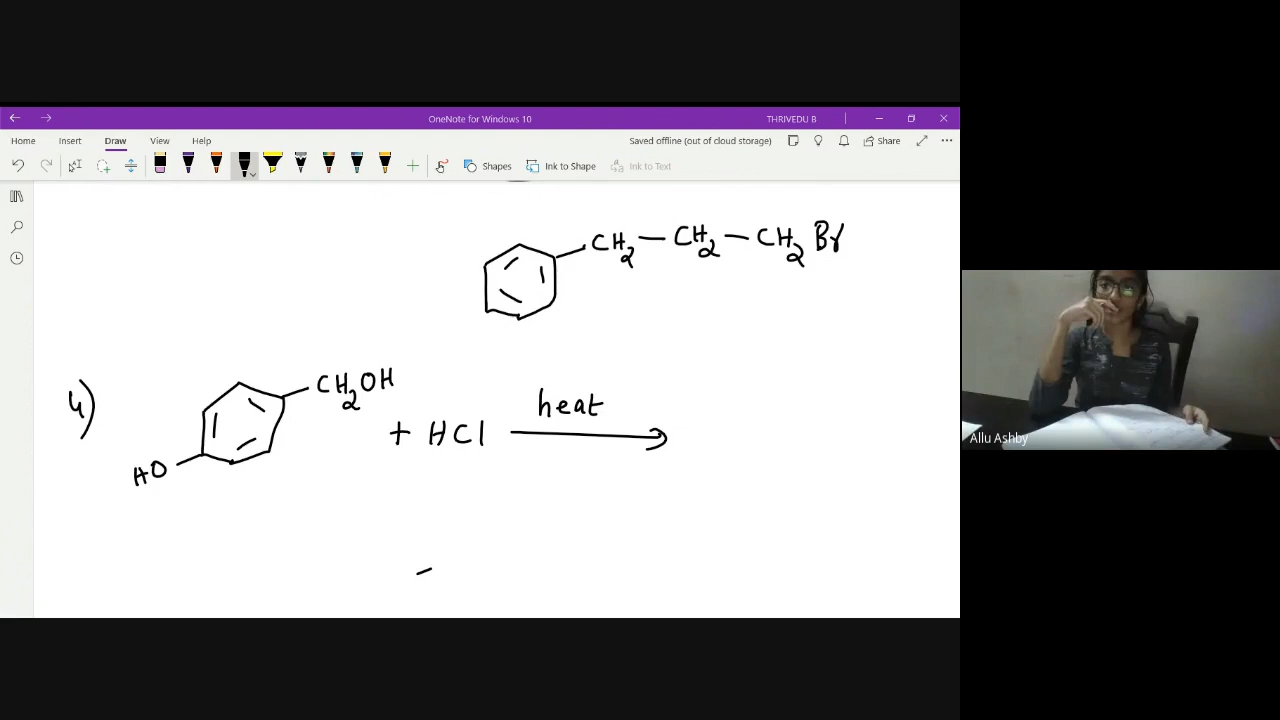 OneNote for Windows 10
THRIVEDU B
Home Insert Draw View Help
Saved offline (out of cloud storage)
Share
Shapes
Ink to Shape
Ink to Text
CH2 — CH2 — CH2 Br
4)
CH2OH
+ HCl
heat
HO
Allu Ashby